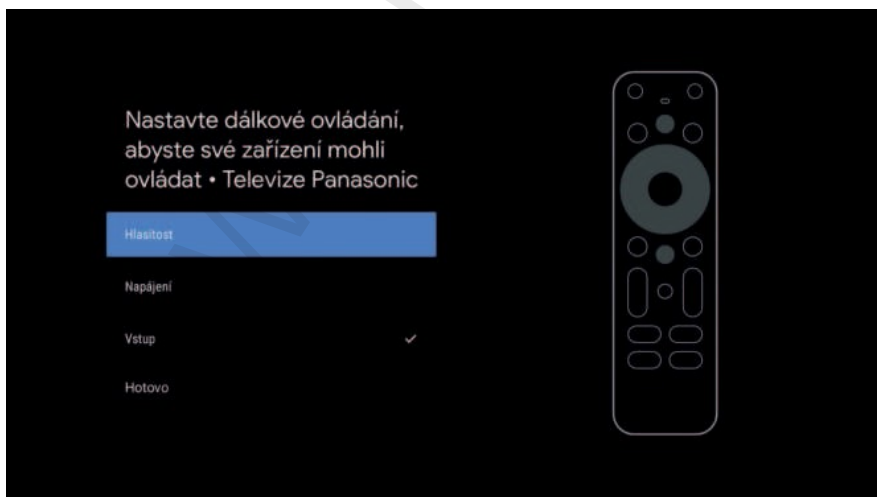 Nastavte dálkové ovládání,
abyste své zařízení mohli
ovládat • Televize Panasonic
Hlasitost
Napájení
Vstup
Hotovo